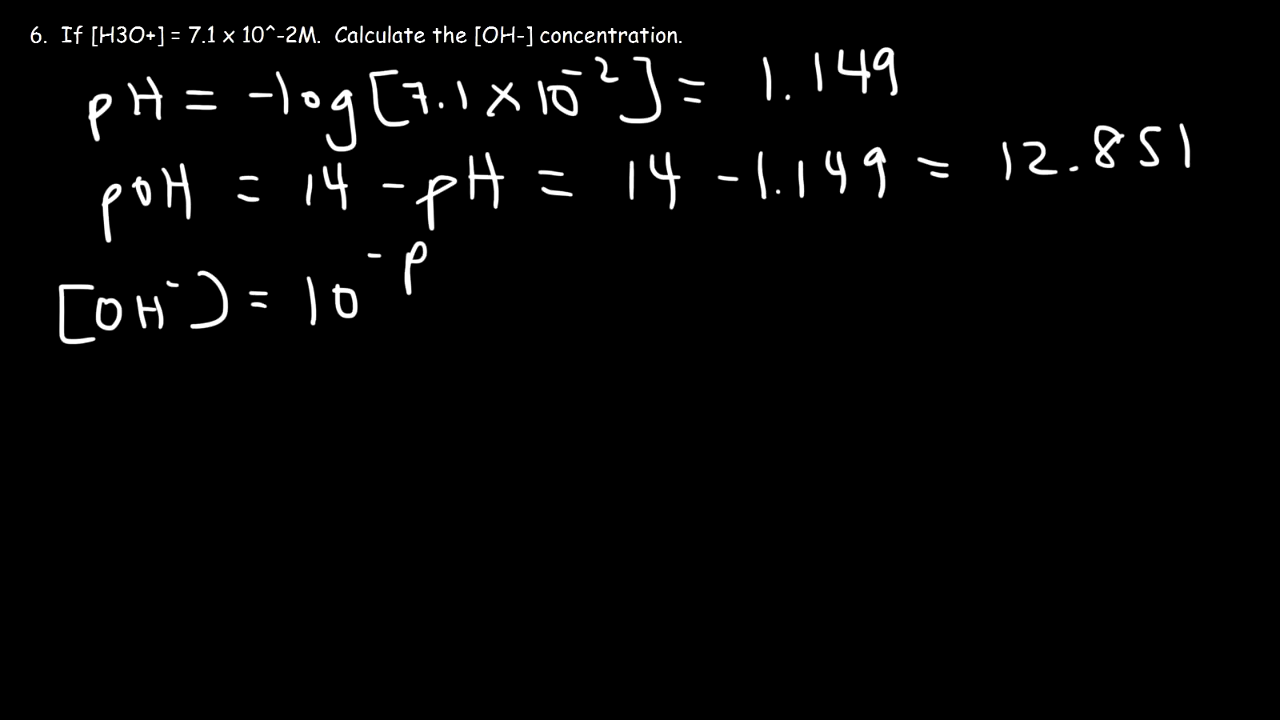 6. If [H3O+] = 7.1 x 10^-2M. Calculate the [OH-] concentration.
pH = -log[7.1 × 10⁻²] = 1.149
pOH = 14 - pH = 14 - 1.149 = 12.851
[OH⁻) = 10⁻ᵖ